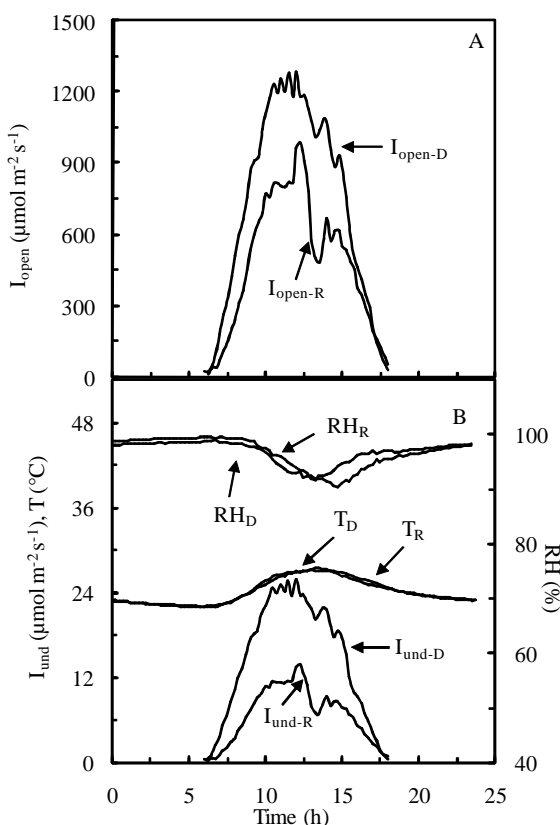 1500
A
1200
I_open-D
900
I_open (μmol m⁻² s⁻¹)
600
I_open-R
300
0
B
48
RH_R
100
RH_D
36
T_D
T_R
80
I_und (μmol m⁻² s⁻¹), T (°C)
RH (%)
24
I_und-D
60
12
I_und-R
0
40
0 5 10 15 20 25
Time (h)